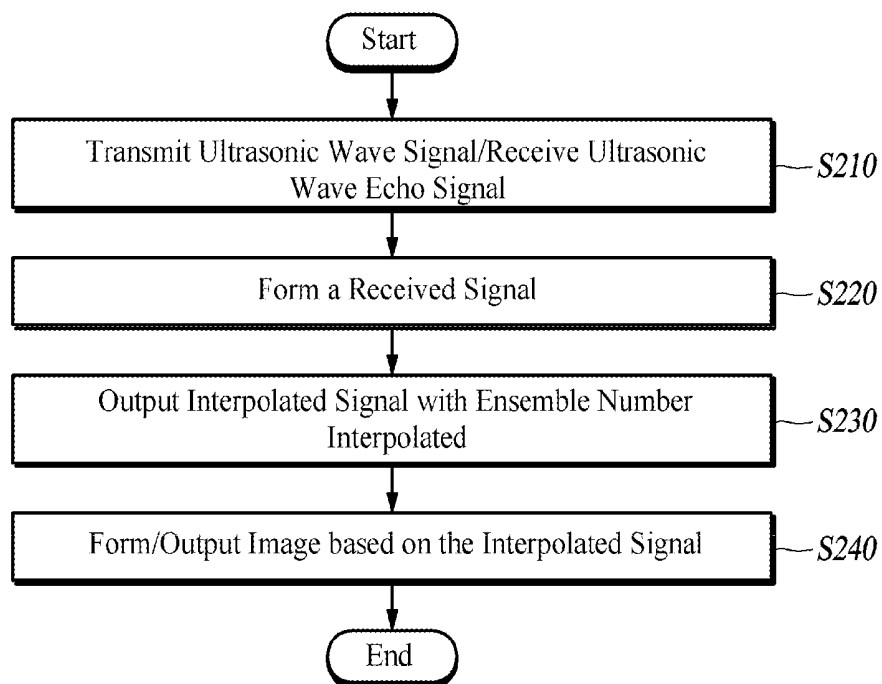 Start
Transmit Ultrasonic Wave Signal/Receive Ultrasonic
Wave Echo Signal
S210
Form a Received Signal
S220
Output Interpolated Signal with Ensemble Number
Interpolated
S230
Form/Output Image based on the Interpolated Signal
S240
End